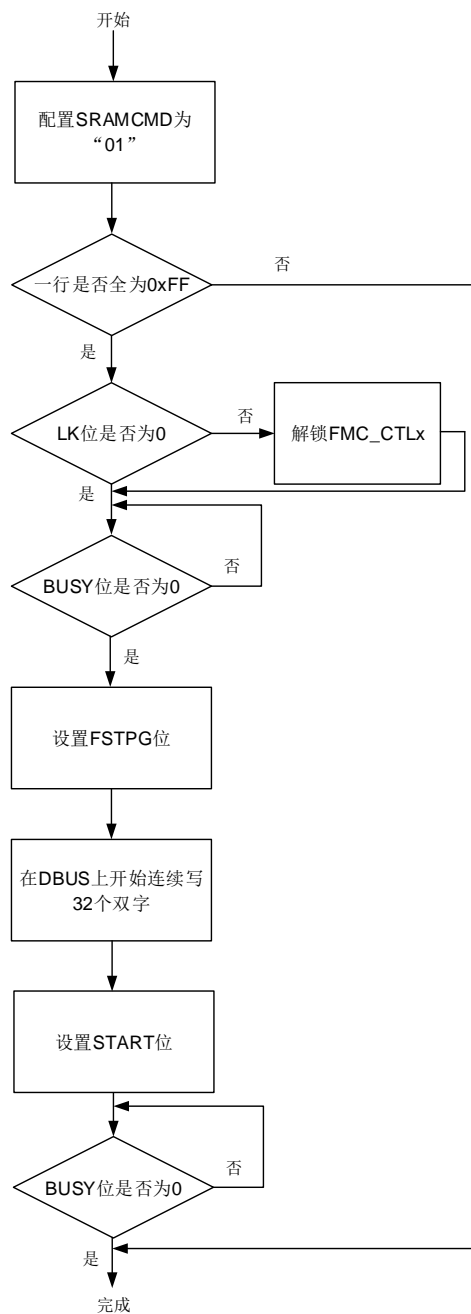 开始
配置SRAMCMD为
“01”
一行是否全为0xFF
否
是
LK位是否为0
否
解锁FMC_CTLx
是
BUSY位是否为0
否
是
设置FSTPG位
在DBUS上开始连续写
32个双字
设置START位
BUSY位是否为0
否
是
完成